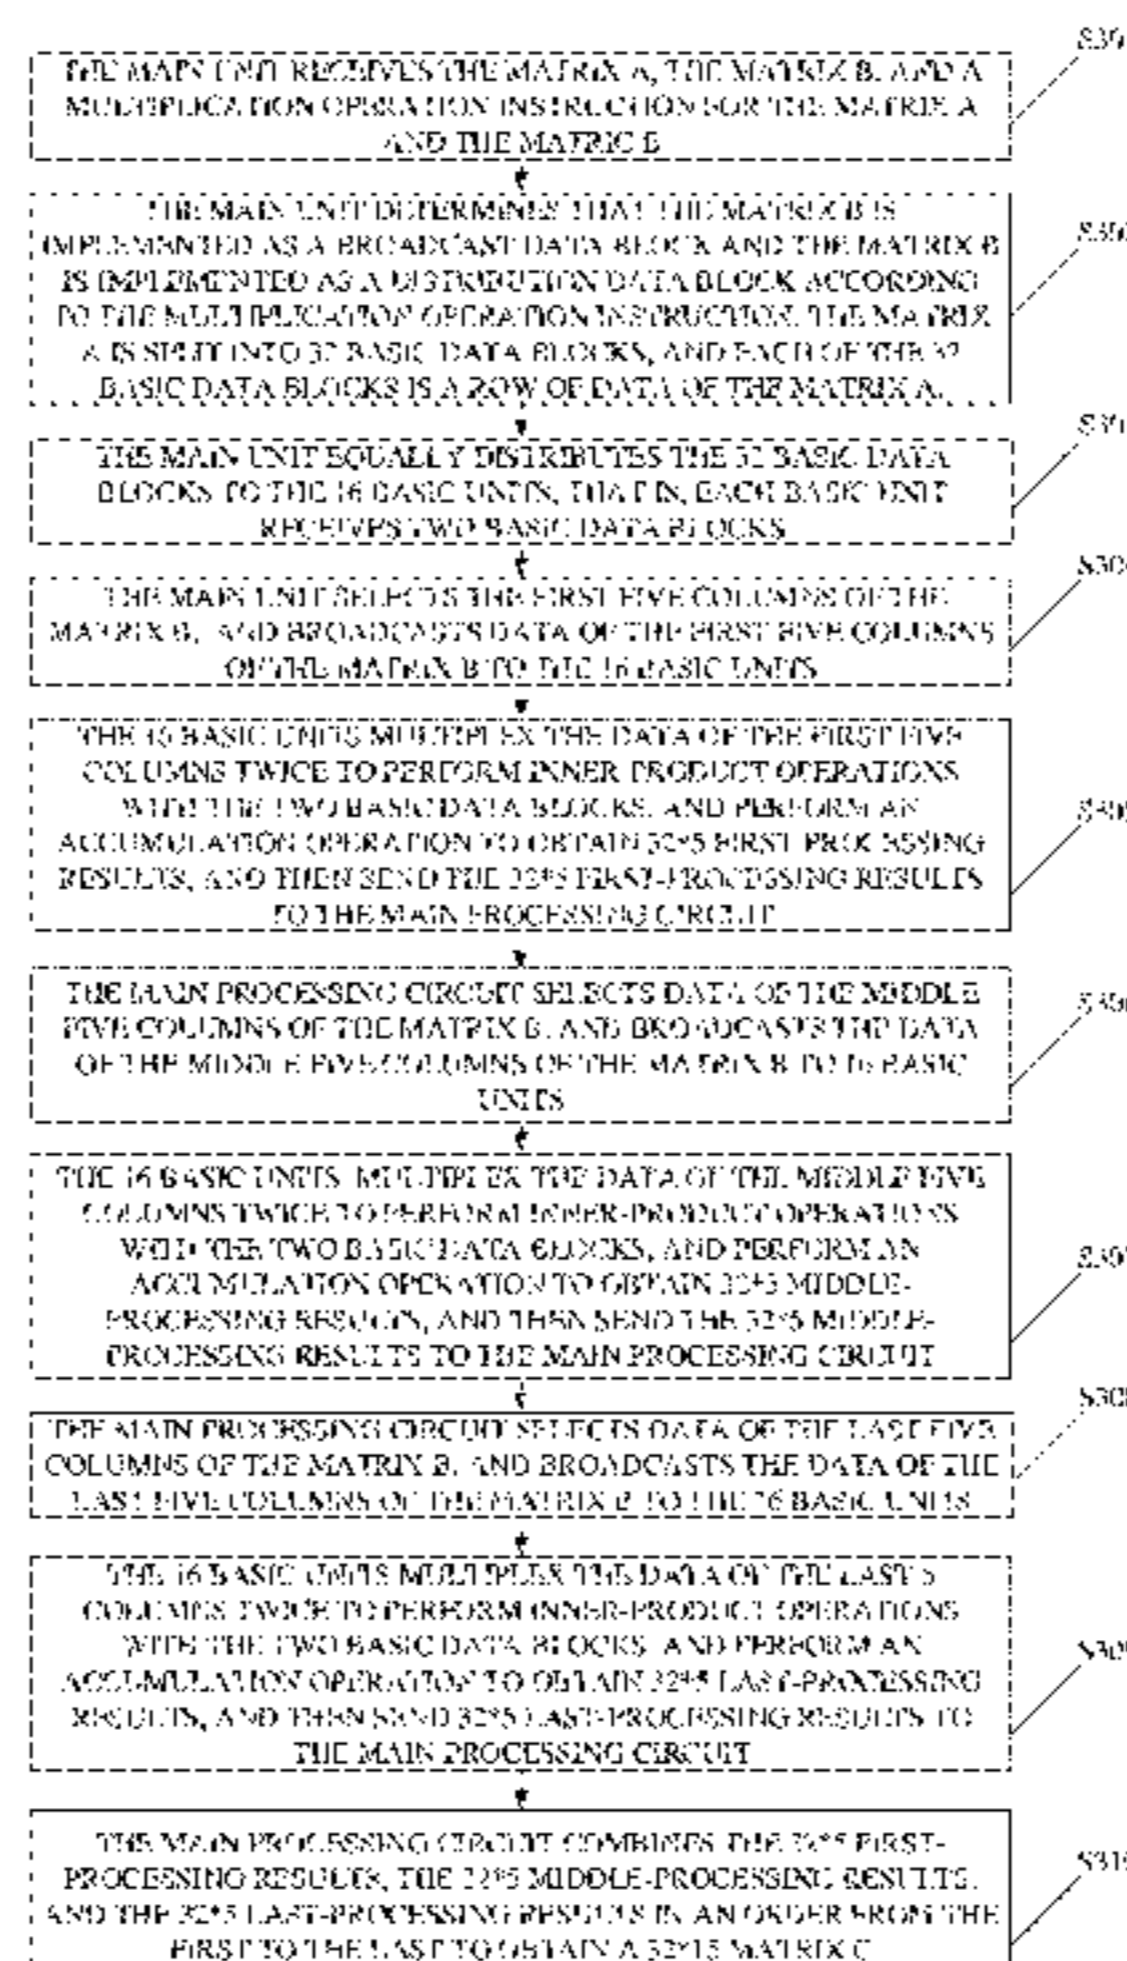 THE MAIN UNIT RECEIVES THE MATRIX A, THE MATRIX B, AND A
MULTIPLICATION OPERATION INSTRUCTION FOR THE MATRIX A
AND THE MATRIC B
THE MAIN UNIT DETERMINES THAT THE MATRIX B IS
IMPLEMENTED AS A BROADCAST DATA BLOCK AND THE MATRIX B
IS IMPLEMENTED AS A DISTRIBUTION DATA BLOCK ACCORDING
TO THE MULTIPLICATION OPERATION INSTRUCTION, THE MATRIX
A IS SPLIT INTO 32 BASIC DATA BLOCKS, AND EACH OF THE 32
BASIC DATA BLOCKS IS A ROW OF DATA OF THE MATRIX A.
THE MAIN UNIT EQUALLY DISTRIBUTES THE 32 BASIC DATA
BLOCKS TO THE 16 BASIC UNITS, THAT IS, EACH BASIC UNIT
RECEIVES TWO BASIC DATA BLOCKS
THE MAIN UNIT SELECTS THE FIRST FIVE COLUMNS OF THE
MATRIX B, AND BROADCASTS DATA OF THE FIRST FIVE COLUMNS
OF THE MATRIX B TO THE 16 BASIC UNITS
THE 16 BASIC UNITS MULTIPLEX THE DATA OF THE FIRST FIVE
COLUMNS TWICE TO PERFORM INNER-PRODUCT OPERATIONS
WITH THE TWO BASIC DATA BLOCKS, AND PERFORM AN
ACCUMULATION OPERATION TO OBTAIN 32*5 FIRST-PROCESSING
RESULTS, AND THEN SEND THE 32*5 FIRST-PROCESSING RESULTS
TO THE MAIN PROCESSING CIRCUIT
THE MAIN PROCESSING CIRCUIT SELECTS DATA OF THE MIDDLE
FIVE COLUMNS OF THE MATRIX B, AND BROADCASTS THE DATA
OF THE MIDDLE FIVE COLUMNS OF THE MATRIX B TO 16 BASIC
UNITS
THE 16 BASIC UNITS MULTIPLEX THE DATA OF THE MIDDLE FIVE
COLUMNS TWICE TO PERFORM INNER-PRODUCT OPERATIONS
WITH THE TWO BASIC DATA BLOCKS, AND PERFORM AN
ACCUMULATION OPERATION TO OBTAIN 32*5 MIDDLE-
PROCESSING RESULTS, AND THEN SEND THE 32*5 MIDDLE-
PROCESSING RESULTS TO THE MAIN PROCESSING CIRCUIT
THE MAIN PROCESSING CIRCUIT SELECTS DATA OF THE LAST FIVE
COLUMNS OF THE MATRIX B, AND BROADCASTS THE DATA OF THE
LAST FIVE COLUMNS OF THE MATRIX B TO THE 16 BASIC UNITS
THE 16 BASIC UNITS MULTIPLEX THE DATA OF THE LAST 5
COLUMNS TWICE TO PERFORM INNER-PRODUCT OPERATIONS
WITH THE TWO BASIC DATA BLOCKS, AND PERFORM AN
ACCUMULATION OPERATION TO OBTAIN 32*5 LAST-PROCESSING
RESULTS, AND THEN SEND 32*5 LAST-PROCESSING RESULTS TO
THE MAIN PROCESSING CIRCUIT
THE MAIN PROCESSING CIRCUIT COMBINES THE 32*5 FIRST-
PROCESSING RESULTS, THE 32*5 MIDDLE-PROCESSING RESULTS,
AND THE 32*5 LAST-PROCESSING RESULTS IN AN ORDER FROM THE
FIRST TO THE LAST TO OBTAIN A 32*15 MATRIX C